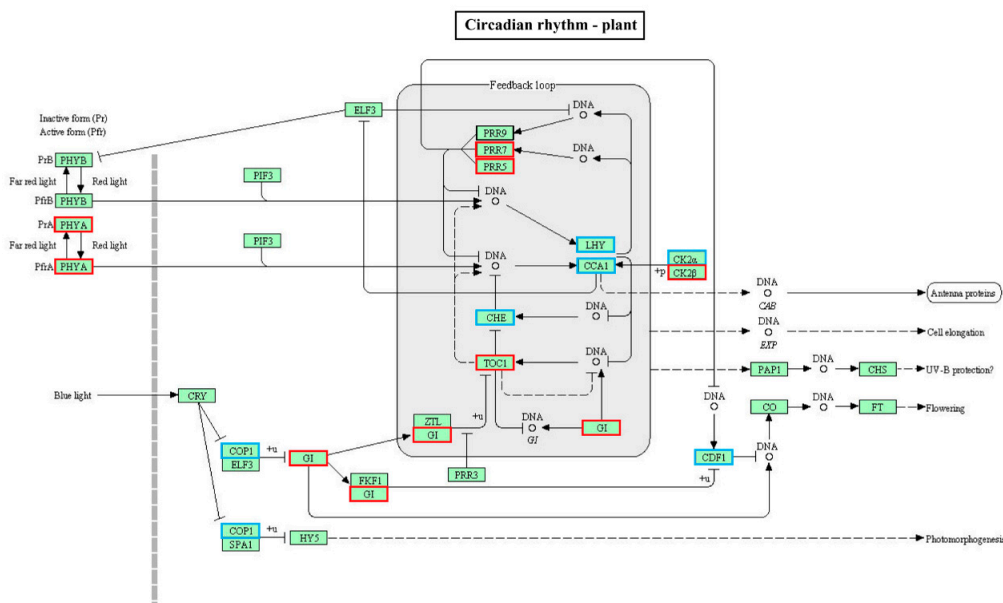 Circadian rhythm - plant
Feedback loop
Inactive form (Pr)
Active form (Pfr)
ELF3
DNA
PRR9
PRR7
DNA
PRR5
PrB PHYB
Far red light Red light
PfrB PHYB
PIF3
DNA
PrA PHYA
Far red light Red light
PfrA PHYA
PIF3
DNA
LHY
CCA1
CK2α
+p CK2β
CAB
DNA
Antenna proteins
CHE
DNA
DNA
EXP
Cell elongation
TOC1
DNA
PAP1
DNA
CHS
UV-B protection?
Blue light
CRY
DNA
CO
DNA
FT
Flowering
ZTL
GI
+u
DNA
GI
GI
COP1
ELF3
+u
GI
PRR3
CDF1
DNA
FKF1
GI
+u
COP1
SPA1
+u
HY5
Photomorphogenesis